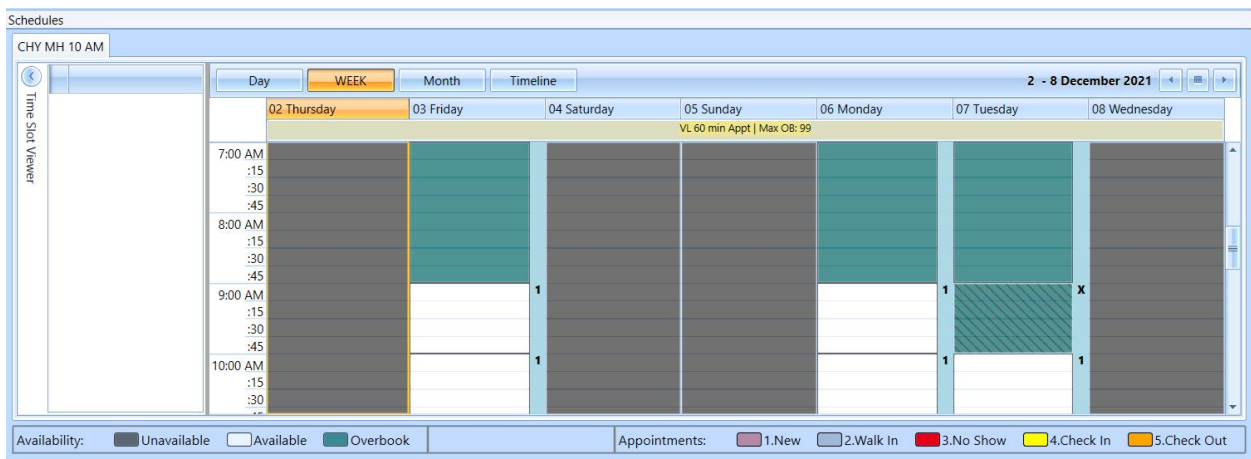 Schedules
CHY MH 10 AM
Time Slot Viewer
Day WEEK Month Timeline 2 - 8 December 2021
02 Thursday 03 Friday 04 Saturday 05 Sunday 06 Monday 07 Tuesday 08 Wednesday
VL 60 min Appt | Max OB: 99
7:00 AM
:15
:30
:45
8:00 AM
:15
:30
:45
9:00 AM 1 1 X
:15
:30
:45
10:00 AM 1 1 1
:15
:30
:45
Availability: Unavailable Available Overbook Appointments: 1.New 2.Walk In 3.No Show 4.Check In 5.Check Out